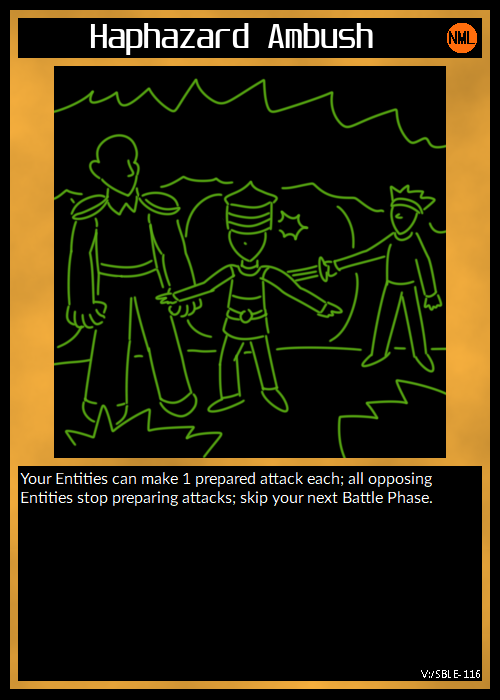 Haphazard Ambush
NML
Your Entities can make 1 prepared attack each; all opposing
Entities stop preparing attacks; skip your next Battle Phase.
V:/SBLE-116